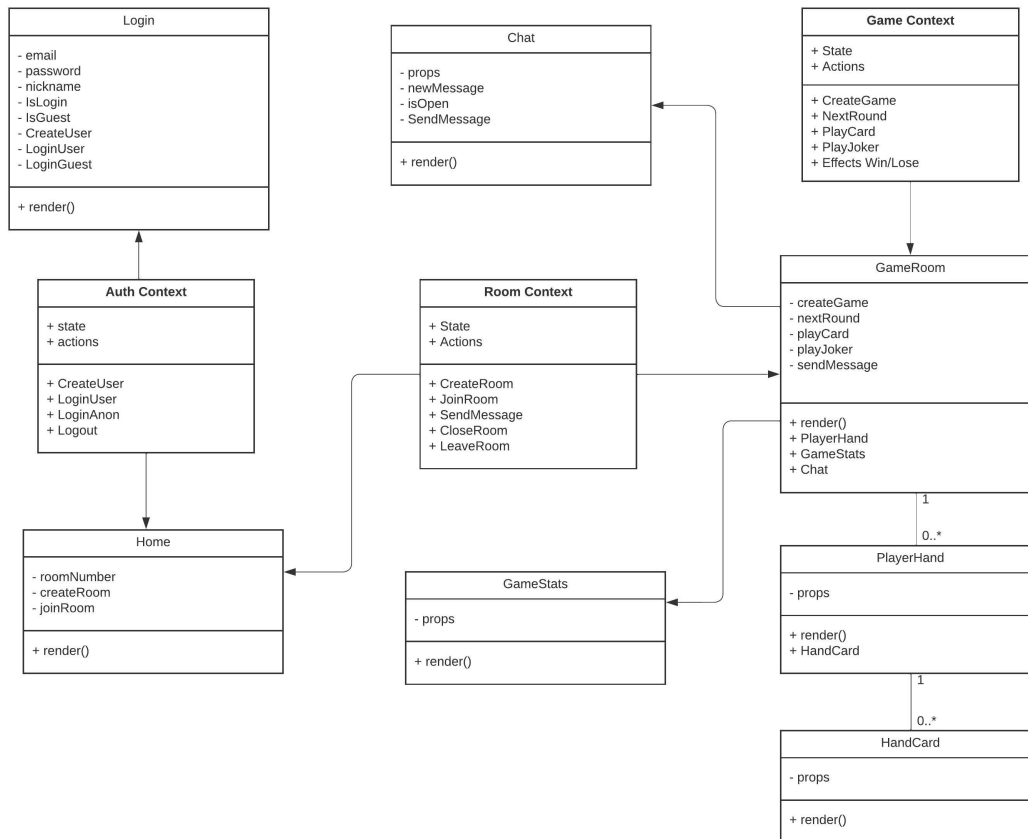 Login
- email
- password
- nickname
- IsLogin
- IsGuest
- CreateUser
- LoginUser
- LoginGuest
+ render()
Chat
- props
- newMessage
- isOpen
- SendMessage
+ render()
Game Context
+ State
+ Actions
+ CreateGame
+ NextRound
+ PlayCard
+ PlayJoker
+ Effects Win/Lose
Auth Context
+ state
+ actions
+ CreateUser
+ LoginUser
+ LoginAnon
+ Logout
Room Context
+ State
+ Actions
+ CreateRoom
+ JoinRoom
+ SendMessage
+ CloseRoom
+ LeaveRoom
GameRoom
- createGame
- nextRound
- playCard
- playJoker
- sendMessage
+ render()
+ PlayerHand
+ GameStats
+ Chat
1
0..*
Home
- roomNumber
- createRoom
- joinRoom
+ render()
GameStats
- props
+ render()
PlayerHand
- props
+ render()
+ HandCard
1
0..*
HandCard
- props
+ render()